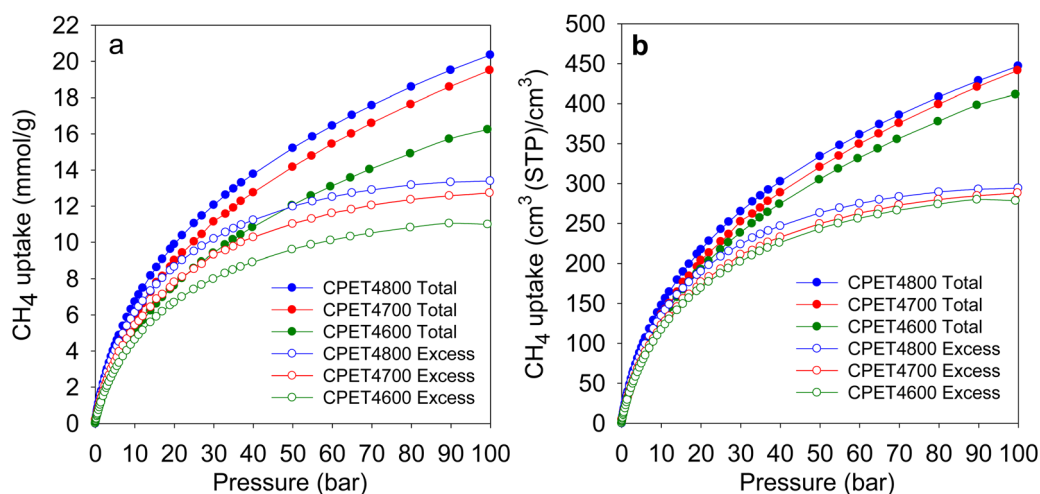 a
CH4 uptake (mmol/g)
22
20
18
16
14
12
10
8
6
4
2
0
CPET4800 Total
CPET4700 Total
CPET4600 Total
CPET4800 Excess
CPET4700 Excess
CPET4600 Excess
0 10 20 30 40 50 60 70 80 90 100
Pressure (bar)
b
CH4 uptake (cm3 (STP)/cm3)
500
450
400
350
300
250
200
150
100
50
0
CPET4800 Total
CPET4700 Total
CPET4600 Total
CPET4800 Excess
CPET4700 Excess
CPET4600 Excess
0 10 20 30 40 50 60 70 80 90 100
Pressure (bar)